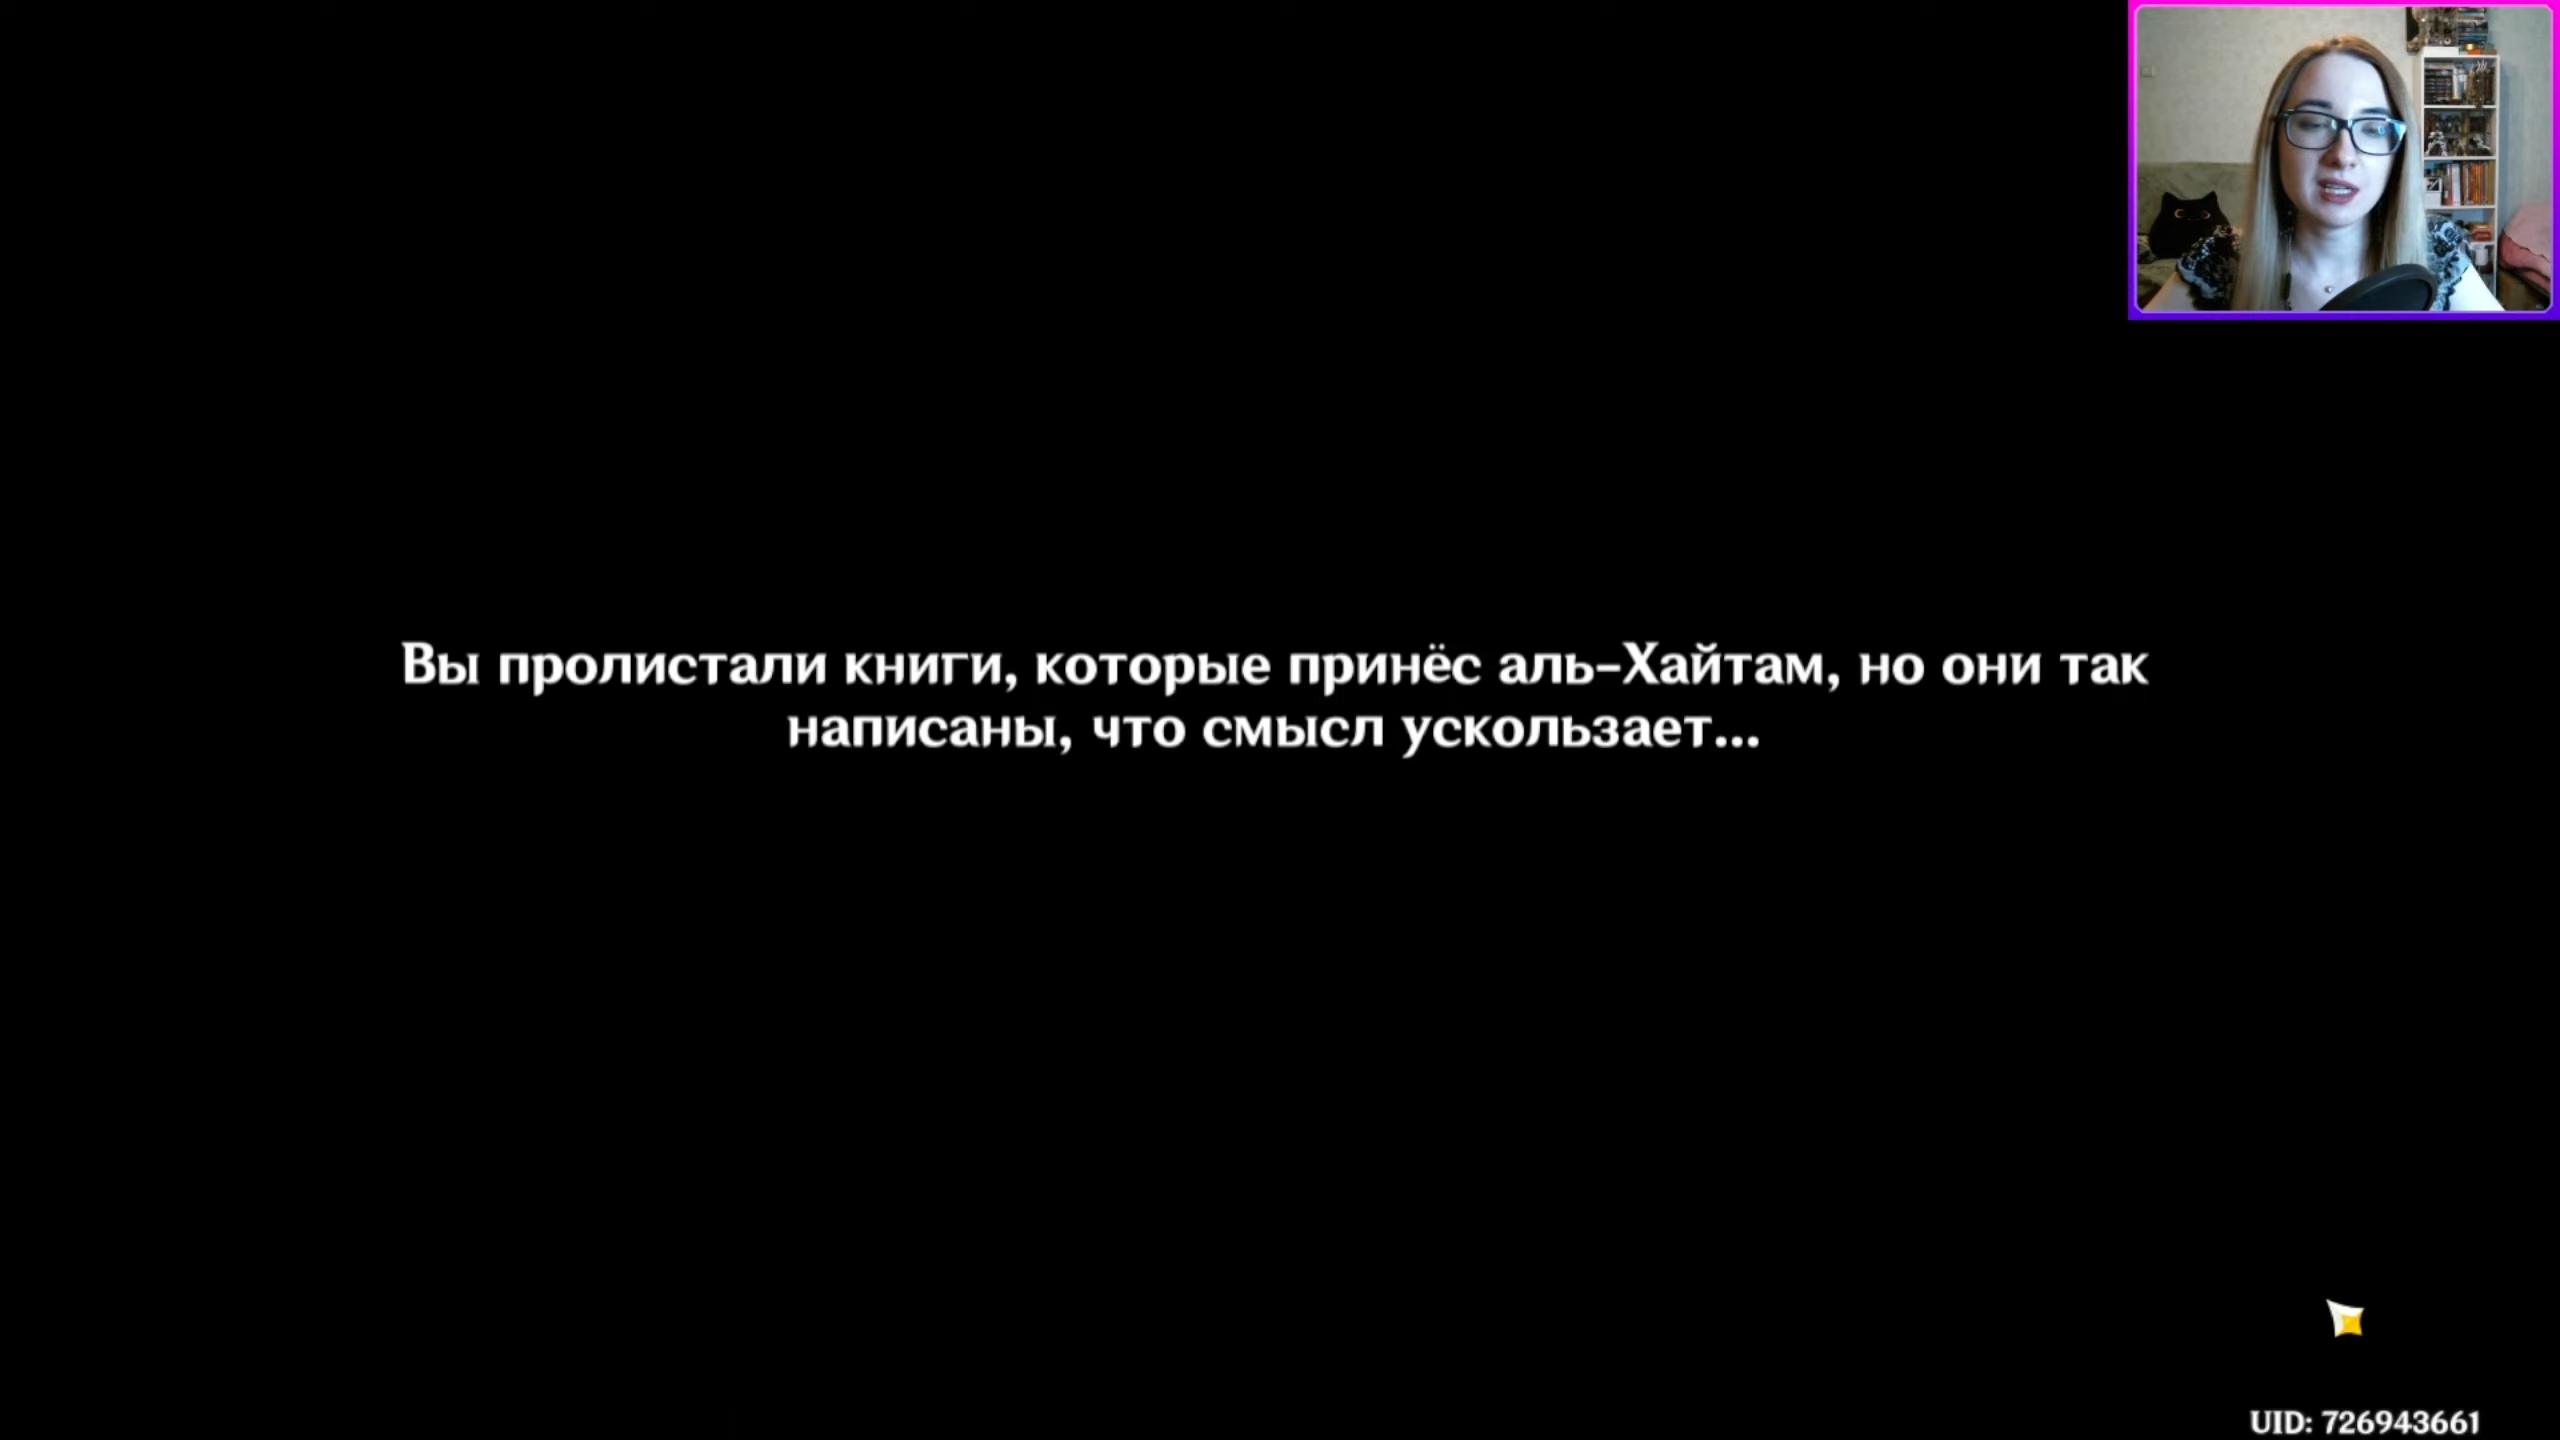 Вы пролистали книги, которые принёс аль-Хайтам, но они так
написаны, что смысл ускользает...
UID: 726943661